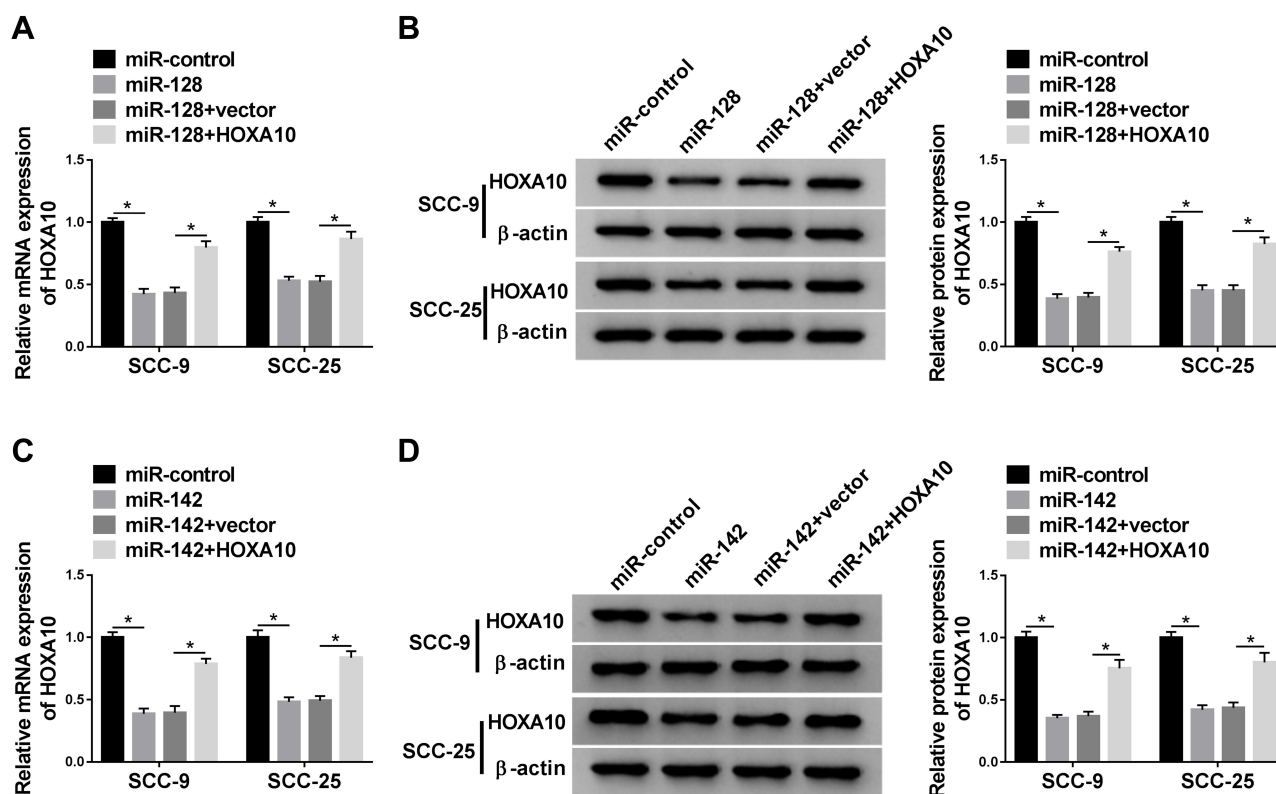 A
miR-control
miR-128
miR-128+vector
miR-128+HOXA10
Relative mRNA expression
of HOXA10
1.5
1.0
0.5
0.0
*
*
*
*
SCC-9
SCC-25
B
miR-control
miR-128
miR-128+vector
miR-128+HOXA10
SCC-9
HOXA10
β-actin
SCC-25
HOXA10
β-actin
miR-control
miR-128
miR-128+vector
miR-128+HOXA10
Relative protein expression
of HOXA10
1.5
1.0
0.5
0.0
*
*
*
*
SCC-9
SCC-25
C
miR-control
miR-142
miR-142+vector
miR-142+HOXA10
Relative mRNA expression
of HOXA10
1.5
1.0
0.5
0.0
*
*
*
*
SCC-9
SCC-25
D
miR-control
miR-142
miR-142+vector
miR-142+HOXA10
SCC-9
HOXA10
β-actin
SCC-25
HOXA10
β-actin
miR-control
miR-142
miR-142+vector
miR-142+HOXA10
Relative protein expression
of HOXA10
1.5
1.0
0.5
0.0
*
*
*
*
SCC-9
SCC-25